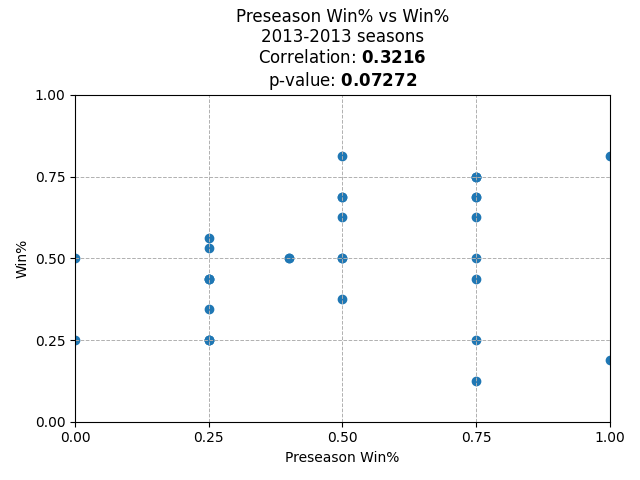 Preseason Win% vs Win%
2013-2013 seasons
Correlation: 0.3216
p-value: 0.07272
1.00
0.75
0.50
0.25
0.00
Win%
0.00 0.25 0.50 0.75 1.00
Preseason Win%